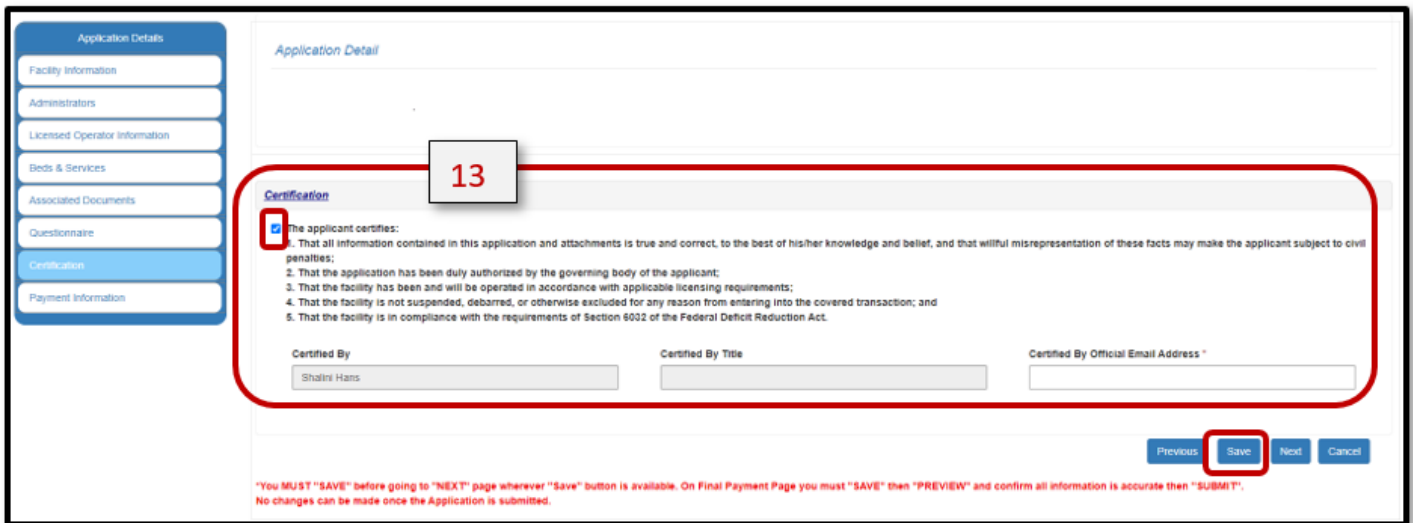 Application Details
Facility Information
Administrators
Licensed Operator Information
Beds & Services
Associated Documents
Questionnaire
Certification
Payment Information
Application Detail
13
Certification
The applicant certifies:
1. That all information contained in this application and attachments is true and correct, to the best of his/her knowledge and belief, and that willful misrepresentation of these facts may make the applicant subject to civil
penalties;
2. That the application has been duly authorized by the governing body of the applicant;
3. That the facility has been and will be operated in accordance with applicable licensing requirements;
4. That the facility is not suspended, debarred, or otherwise excluded for any reason from entering into the covered transaction; and
5. That the facility is in compliance with the requirements of Section 6032 of the Federal Deficit Reduction Act.
Certified By Certified By Title Certified By Official Email Address *
Shalini Hans
Previous Save Next Cancel
*You MUST "SAVE" before going to "NEXT" page wherever "Save" button is available. On Final Payment Page you must "SAVE" then "PREVIEW" and confirm all information is accurate then "SUBMIT".
No changes can be made once the Application is submitted.